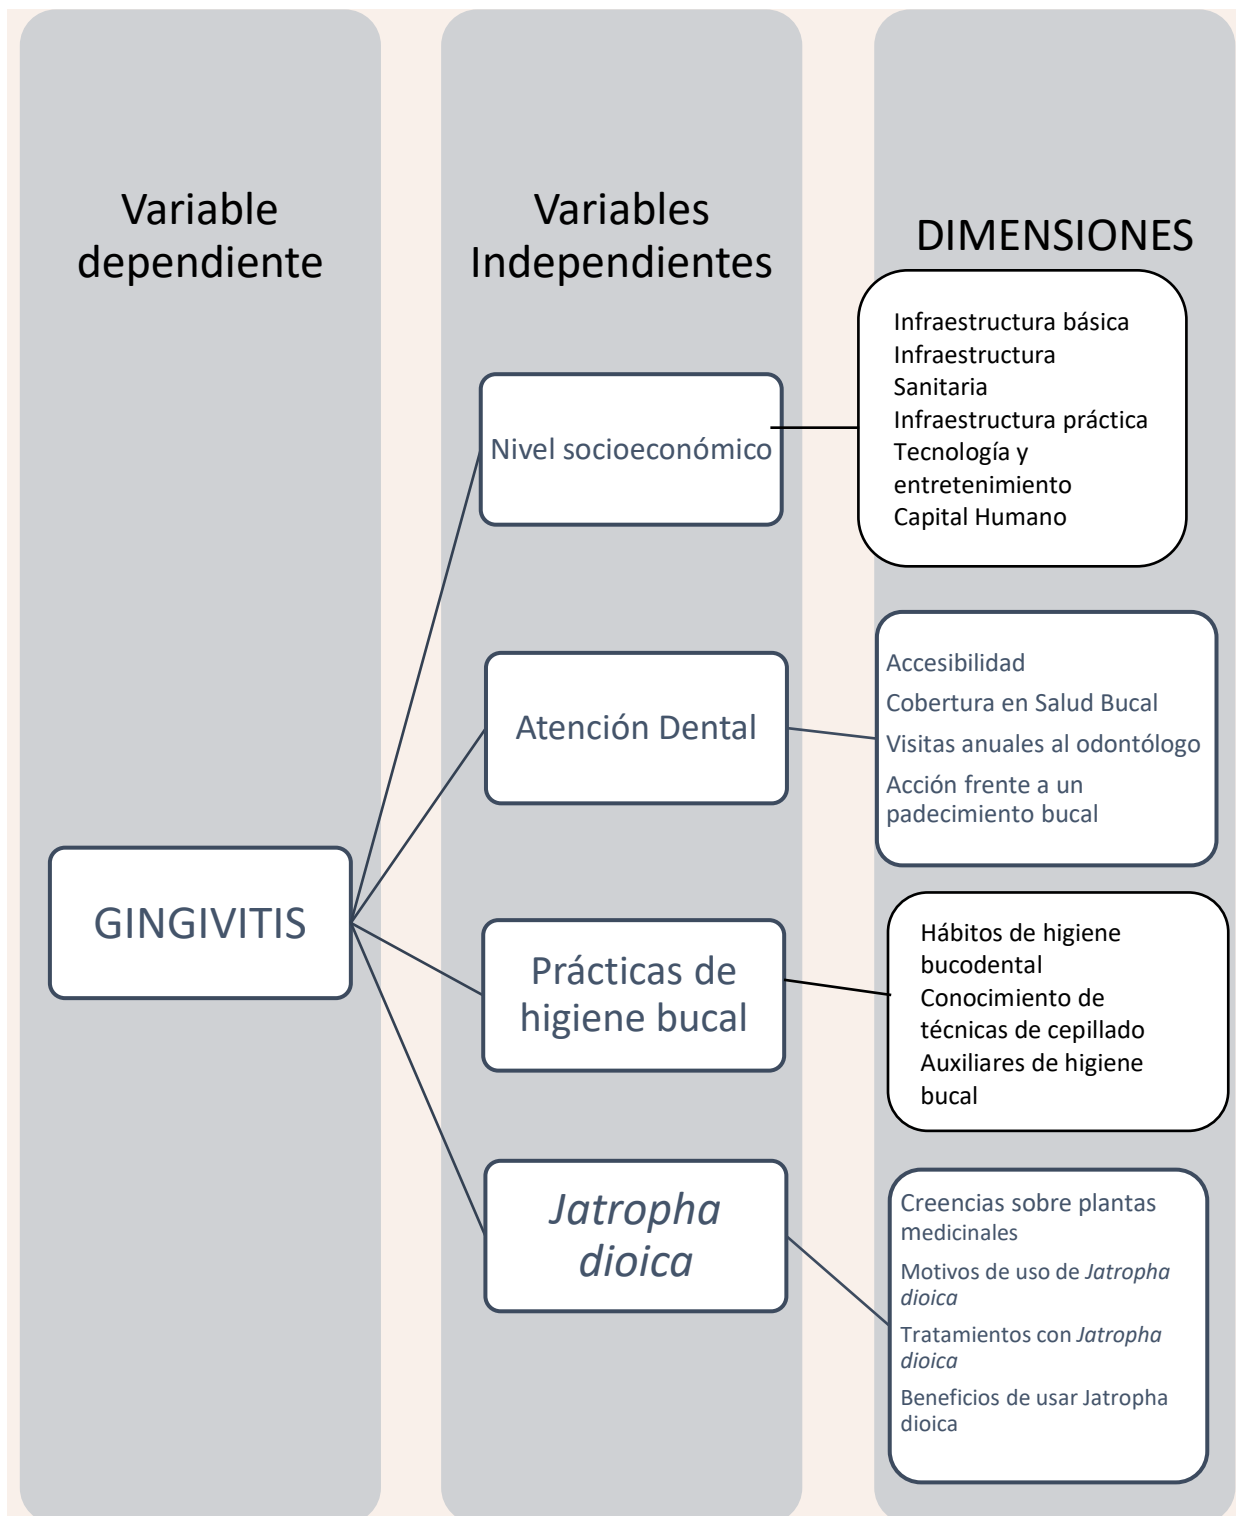 Variable
dependiente
GINGIVITIS
Variables
Independientes
Nivel socioeconómico
Atención Dental
Prácticas de
higiene bucal
Jatropha
dioica
DIMENSIONES
Infraestructura básica
Infraestructura
Sanitaria
Infraestructura práctica
Tecnología y
entretenimiento
Capital Humano
Accesibilidad
Cobertura en Salud Bucal
Visitas anuales al odontólogo
Acción frente a un
padecimiento bucal
Hábitos de higiene
bucodental
Conocimiento de
técnicas de cepillado
Auxiliares de higiene
bucal
Creencias sobre plantas
medicinales
Motivos de uso de Jatropha
dioica
Tratamientos con Jatropha
dioica
Beneficios de usar Jatropha
dioica